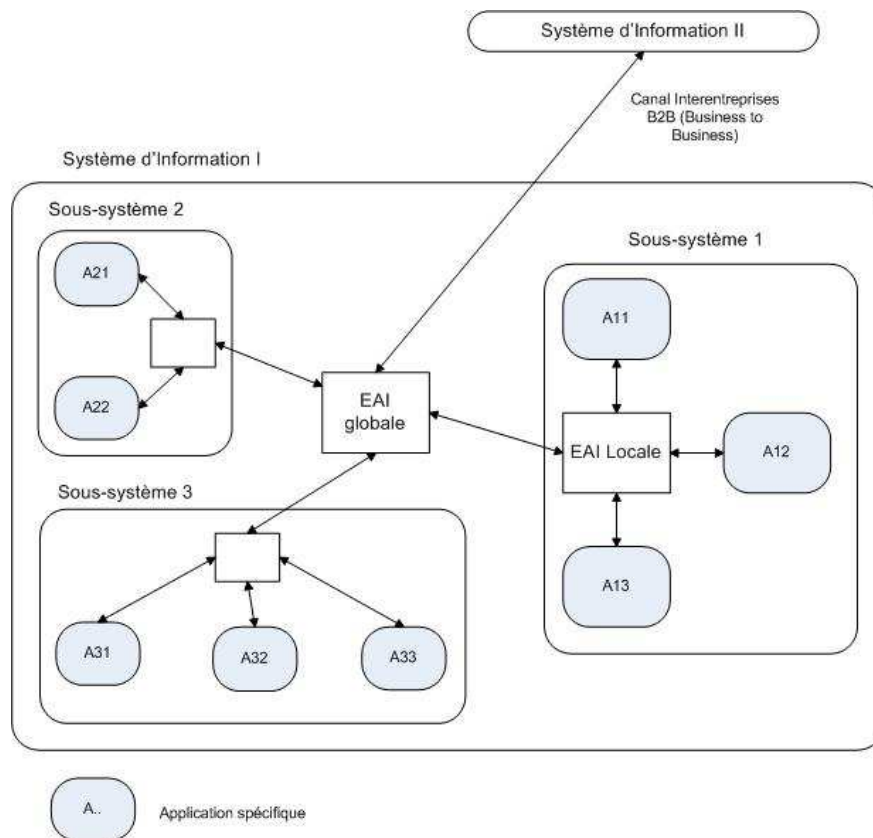 Système d'Information II
Canal Interentreprises
B2B (Business to
Business)
Système d'Information I
Sous-système 2
Sous-système 1
A21
A11
A22
EAI
globale
EAI Locale
A12
Sous-système 3
A13
A31
A32
A33
A..
Application spécifique